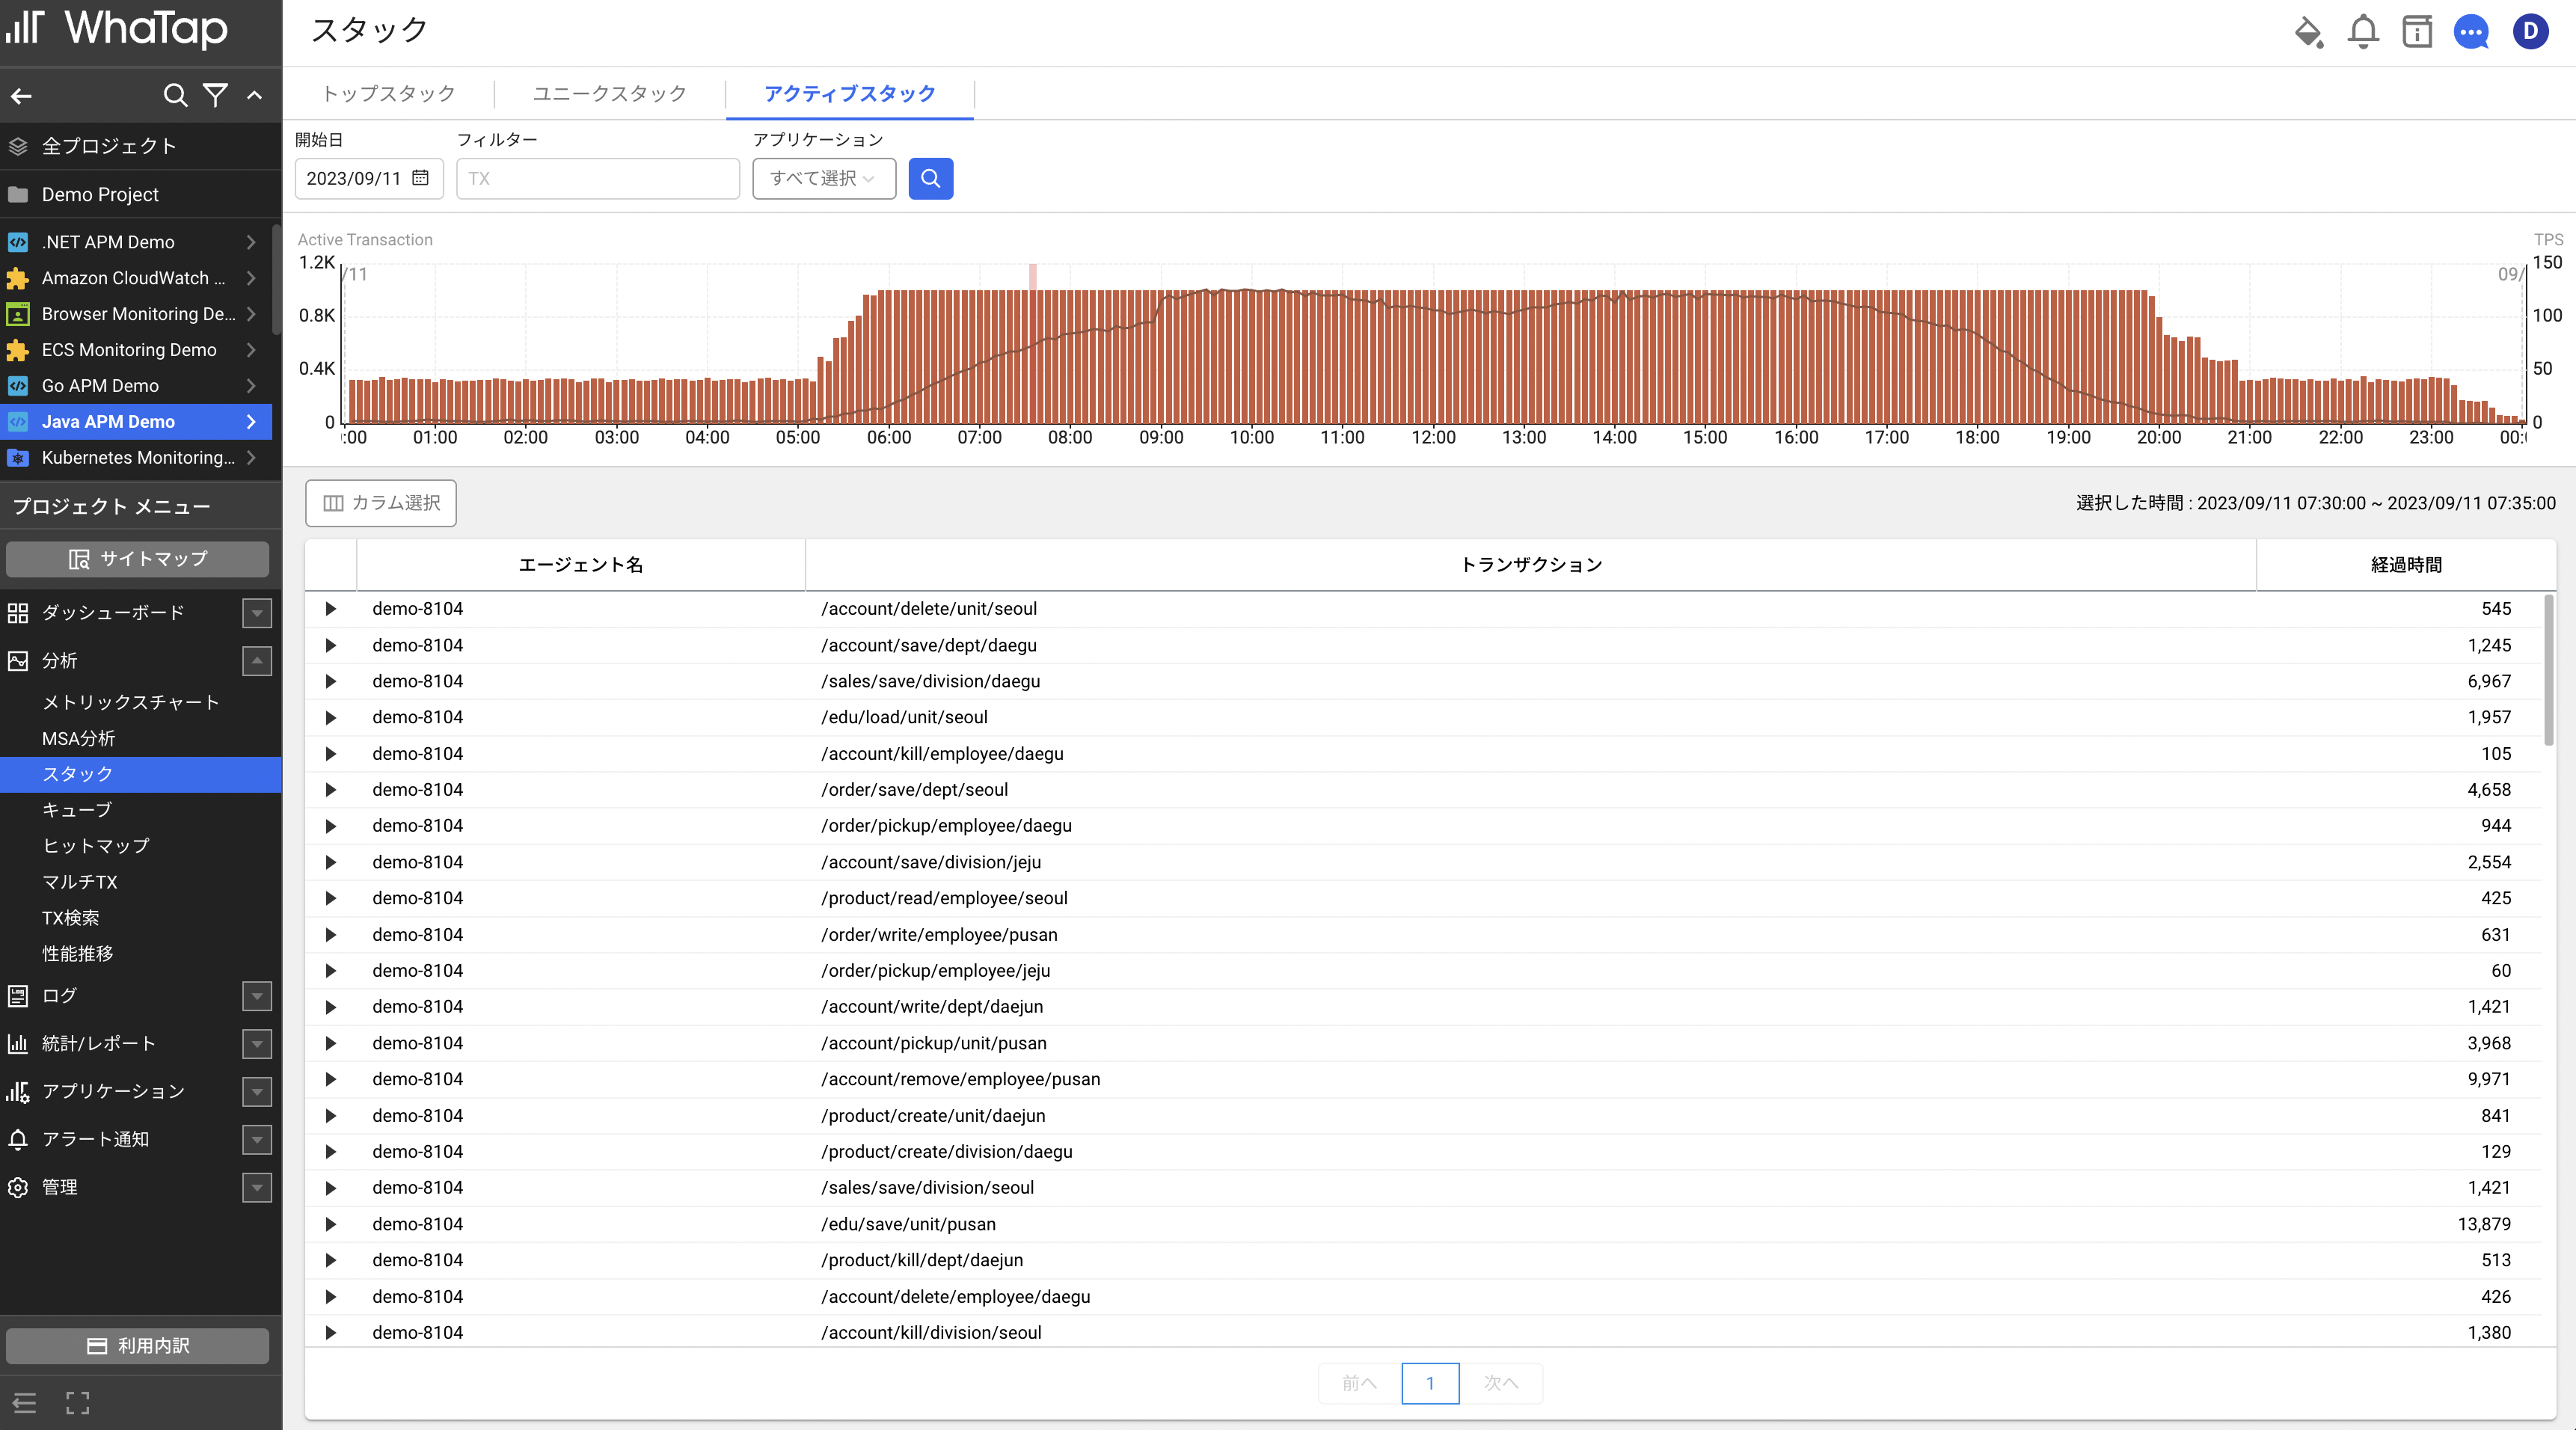 WhaTap
全プロジェクト
Demo Project
.NET APM Demo
Amazon CloudWatch ...
Browser Monitoring De...
ECS Monitoring Demo
Go APM Demo
Java APM Demo
Kubernetes Monitoring...
プロジェクト メニュー
サイトマップ
ダッシューボード
分析
メトリックスチャート
MSA分析
スタック
キューブ
ヒットマップ
マルチTX
TX検索
性能推移
ログ
統計/レポート
アプリケーション
アラート通知
管理
利用内訳
スタック
D
トップスタック ユニークスタック アクティブスタック
開始日 フィルター アプリケーション
2023/09/11 TX すべて選択
Active Transaction TPS
1.2K 150
/11 09/
0.8K 100
0.4K 50
0 0
:00 01:00 02:00 03:00 04:00 05:00 06:00 07:00 08:00 09:00 10:00 11:00 12:00 13:00 14:00 15:00 16:00 17:00 18:00 19:00 20:00 21:00 22:00 23:00 00:(
カラム選択 選択した時間 : 2023/09/11 07:30:00 ~ 2023/09/11 07:35:00
エージェント名 トランザクション 経過時間
demo-8104 /account/delete/unit/seoul 545
demo-8104 /account/save/dept/daegu 1,245
demo-8104 /sales/save/division/daegu 6,967
demo-8104 /edu/load/unit/seoul 1,957
demo-8104 /account/kill/employee/daegu 105
demo-8104 /order/save/dept/seoul 4,658
demo-8104 /order/pickup/employee/daegu 944
demo-8104 /account/save/division/jeju 2,554
demo-8104 /product/read/employee/seoul 425
demo-8104 /order/write/employee/pusan 631
demo-8104 /order/pickup/employee/jeju 60
demo-8104 /account/write/dept/daejun 1,421
demo-8104 /account/pickup/unit/pusan 3,968
demo-8104 /account/remove/employee/pusan 9,971
demo-8104 /product/create/unit/daejun 841
demo-8104 /product/create/division/daegu 129
demo-8104 /sales/save/division/seoul 1,421
demo-8104 /edu/save/unit/pusan 13,879
demo-8104 /product/kill/dept/daejun 513
demo-8104 /account/delete/employee/daegu 426
demo-8104 /account/kill/division/seoul 1,380
前へ 1 次へ